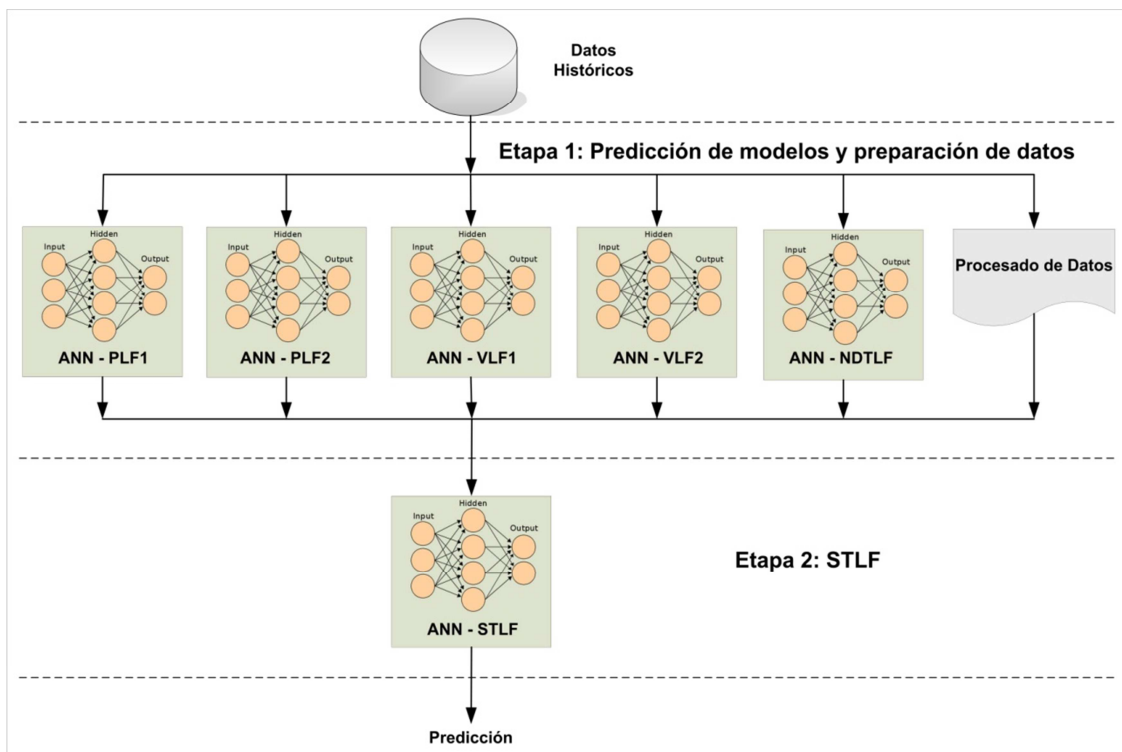 Datos
Históricos
Etapa 1: Predicción de modelos y preparación de datos
Hidden
Input
Output
ANN - PLF1
Hidden
Input
Output
ANN - PLF2
Hidden
Input
Output
ANN - VLF1
Hidden
Input
Output
ANN - VLF2
Hidden
Input
Output
ANN - NDTLF
Procesado de Datos
Hidden
Input
Output
ANN - STLF
Etapa 2: STLF
Predicción